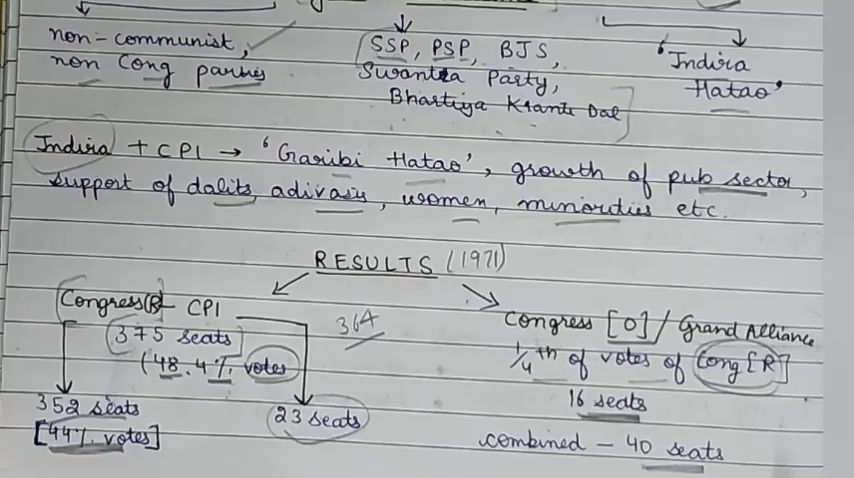 non-communist,
non Cong parties
SSP, PSP, BJS,
Swantra Party,
Bhartiya Kranti Dal
'Indira
Hatao'
Indira + CPI → 'Garibi Hatao', growth of pub sector,
support of dalits, adivasis, women, minorities etc.
RESULTS (1971)
Congress(R) - CPI
375 seats
(48.4% votes
352 seats
[44% votes]
23 seats
364
Congress [O] / Grand Alliance
1/4th of votes of Cong [R]
16 seats
combined - 40 seats